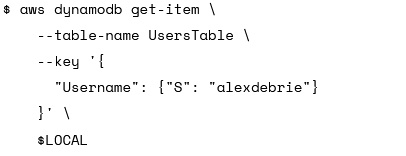 $ aws dynamodb get-item \
--table-name UsersTable \
--key '{
"Username": {"S": "alexdebrie"}
}' \
$LOCAL